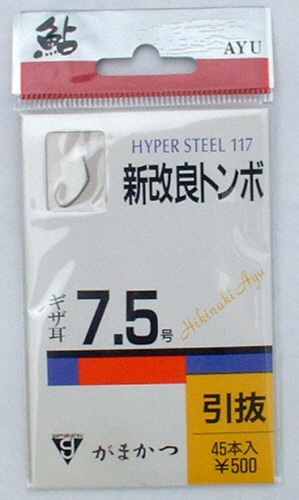 鮎
AYU
HYPER STEEL 117
新改良トンボ
Hikinuki Ayu
ギザ耳
7.5号
引抜
45本入
¥500
GAMAKATSU
がまかつ